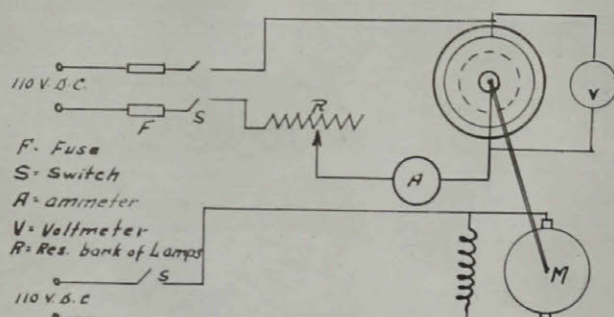 R
V
110 V. D.C.
F
S
A
F- Fuse
S= Switch
A= ammeter
V= Voltmeter
R= Res. bank of Lamps
S
M
110 V. D.C